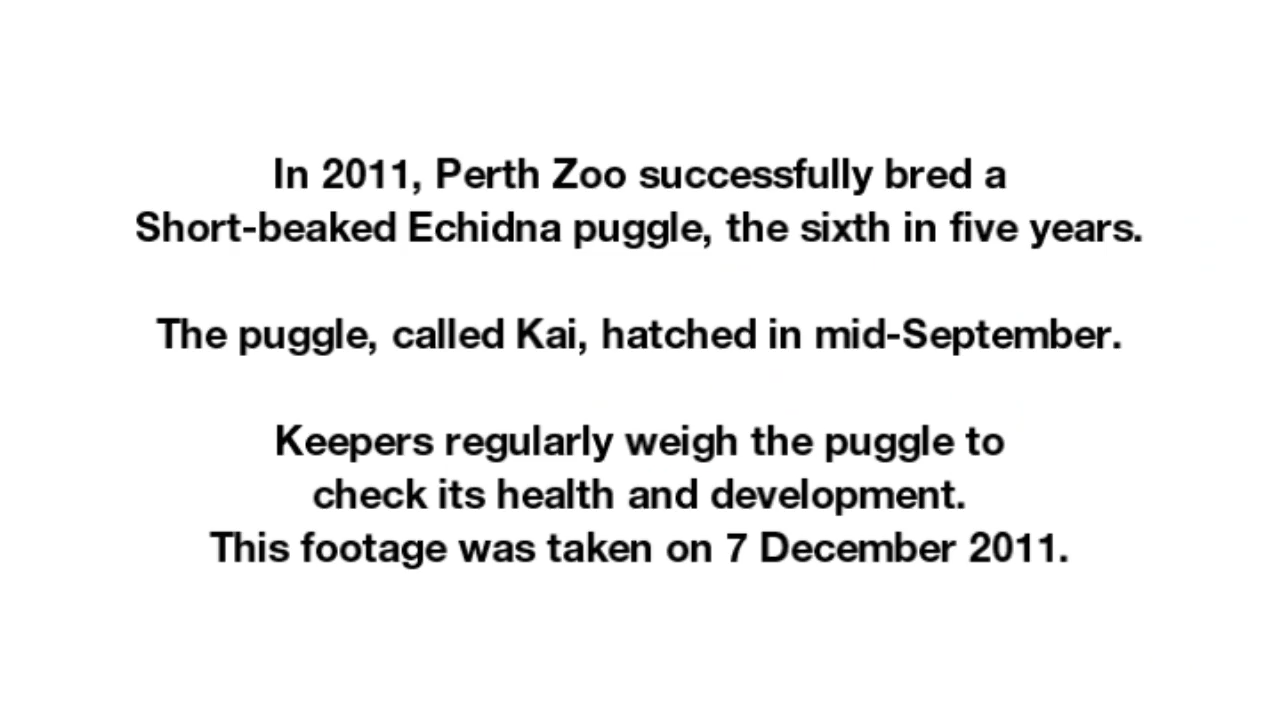 In 2011, Perth Zoo successfully bred a
Short-beaked Echidna puggle, the sixth in five years.
The puggle, called Kai, hatched in mid-September.
Keepers regularly weigh the puggle to
check its health and development.
This footage was taken on 7 December 2011.